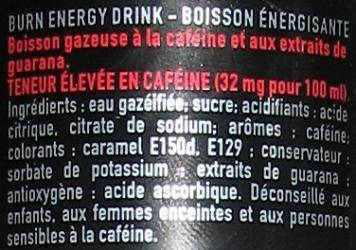 BURN ENERGY DRINK – BOISSON ÉNERGISANTE
Boisson gazeuse à la caféine et aux extraits de
guarana.
TENEUR ÉLEVÉE EN CAFÉINE (32 mg pour 100 ml).
Ingrédients : eau gazéifiée; sucre; acidifiants : acide
citrique, citrate de sodium; arômes ; caféine;
colorants : caramel E150d, E129 ; conservateur :
sorbate de potassium ; extraits de guarana ;
antioxygène : acide ascorbique. Déconseillé aux
enfants, aux femmes enceintes et aux personnes
sensibles à la caféine.